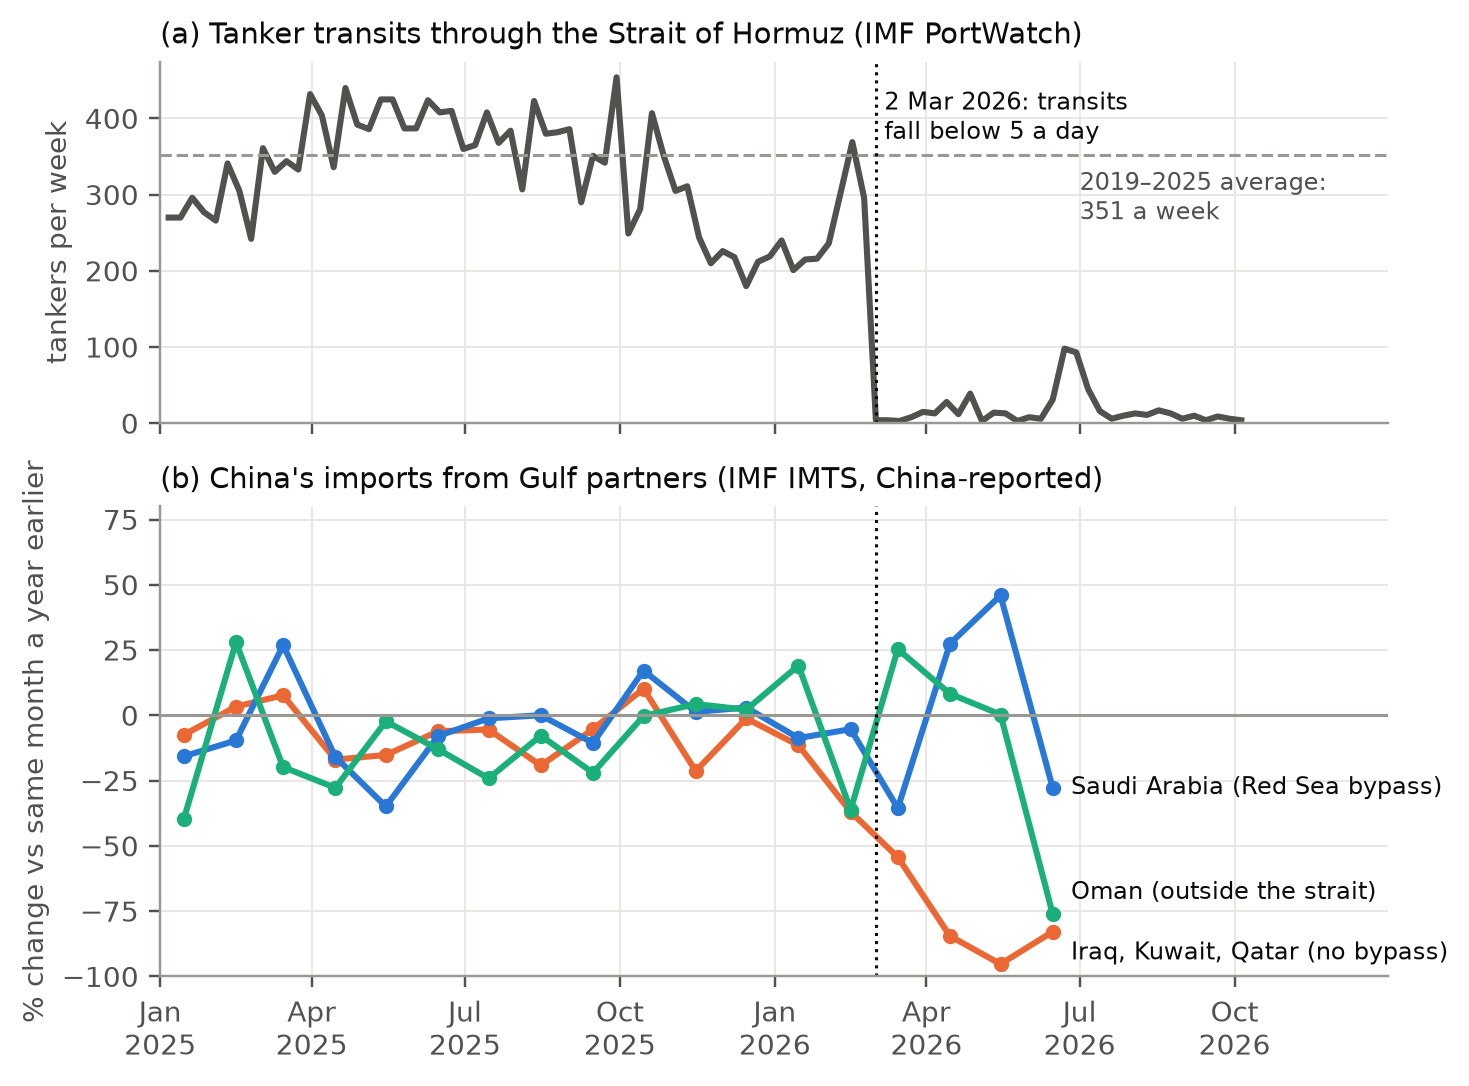 (a) Tanker transits through the Strait of Hormuz (IMF PortWatch)
tankers per week
400
300
200
100
0
2 Mar 2026: transits
fall below 5 a day
2019–2025 average:
351 a week
(b) China's imports from Gulf partners (IMF IMTS, China-reported)
% change vs same month a year earlier
75
50
25
0
−25
−50
−75
−100
Saudi Arabia (Red Sea bypass)
Oman (outside the strait)
Iraq, Kuwait, Qatar (no bypass)
Jan
2025
Apr
2025
Jul
2025
Oct
2025
Jan
2026
Apr
2026
Jul
2026
Oct
2026